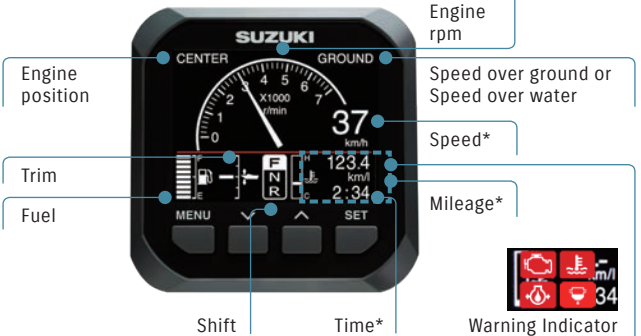 Engine
rpm
SUZUKI
CENTER
GROUND
Engine
position
Speed over ground or
Speed over water
0
1
2
3
4
5
6
7
X1000
r/min
37
km/h
Speed*
Trim
F
E
F
N
R
H
C
123.4
km/l
2:34
Mileage*
Fuel
MENU
SET
km/l
34
Shift
Time*
Warning Indicator